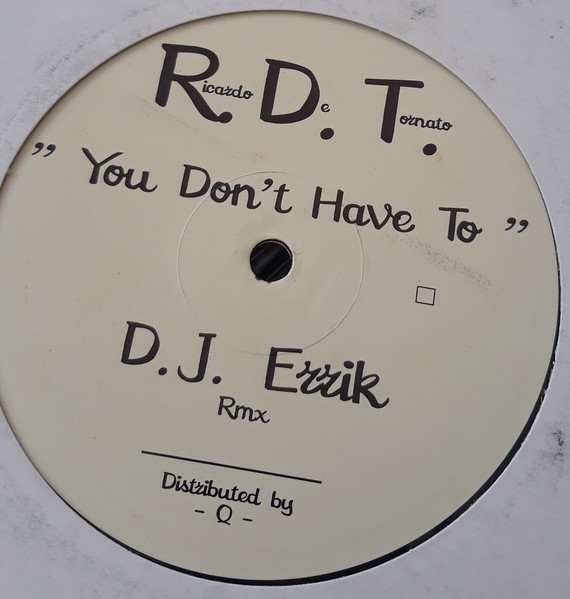 Ricardo De Tornato
R. D. T.
” You Don't Have To ”
D.J. Errik
Rmx
Distributed by
- Q -